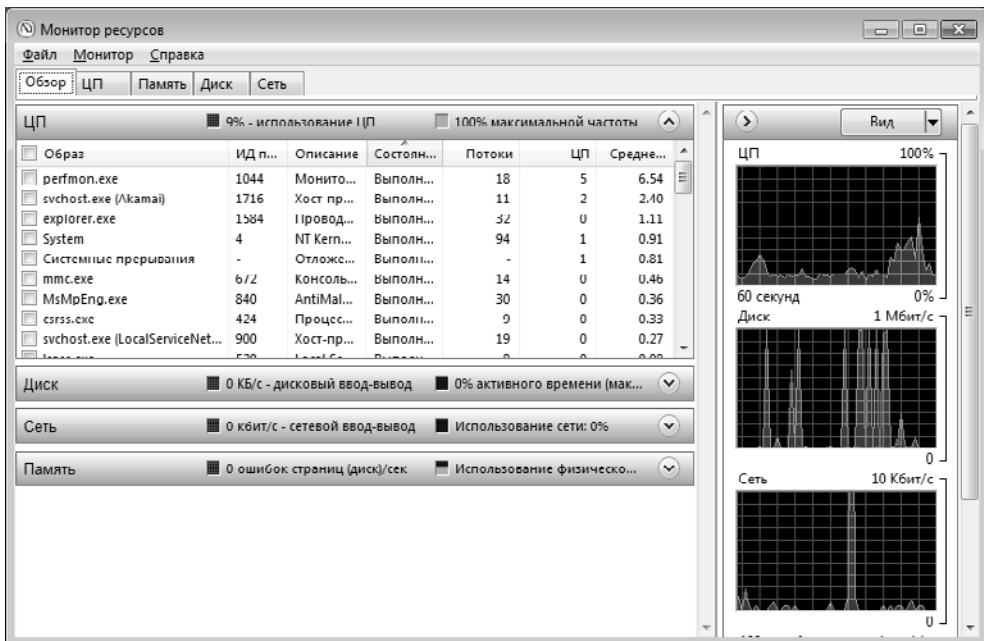 Монитор ресурсов
Файл Монитор Справка
Обзор ЦП Память Диск Сеть
ЦП 9% - использование ЦП 100% максимальной частоты
Образ ИД п... Описание Состоян... Потоки ЦП Средне...
perfmon.exe 1044 Монито... Выполн... 18 5 6.54
svchost.exe (Akamai) 1716 Хост пр... Выполн... 11 2 2.40
explorer.exe 1584 Провод... Выполн... 32 0 1.11
System 4 NT Kern... Выполн... 94 1 0.91
Системные прерывания - Отложе... Выполн... - 1 0.81
mmc.exe 672 Консоль... Выполн... 14 0 0.46
MsMpEng.exe 840 AntiMal... Выполн... 30 0 0.36
csrss.exe 424 Процес... Выполн... 9 0 0.33
svchost.exe (LocalServiceNet... 900 Хост-пр... Выполн... 19 0 0.27
Диск 0 КБ/с - дисковый ввод-вывод 0% активного времени (мак...
Сеть 0 кбит/с - сетевой ввод-вывод Использование сети: 0%
Память 0 ошибок страниц (диск)/сек Использование физическо...
Вид
ЦП 100%
60 секунд 0%
Диск 1 Мбит/с
0
Сеть 10 Кбит/с
0